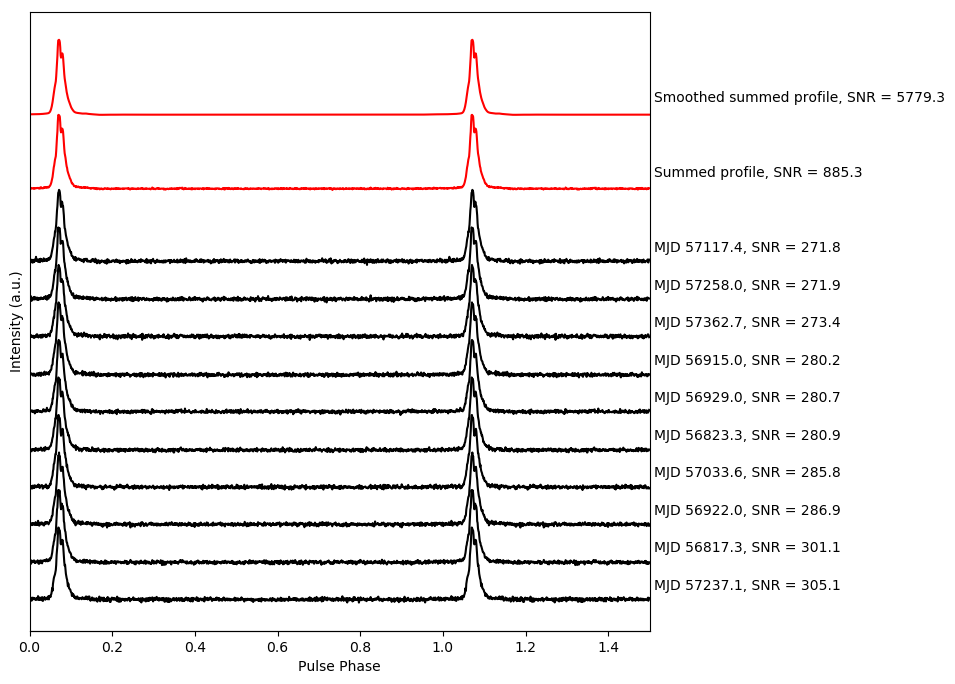 Smoothed summed profile, SNR = 5779.3
Summed profile, SNR = 885.3
MJD 57117.4, SNR = 271.8
MJD 57258.0, SNR = 271.9
MJD 57362.7, SNR = 273.4
MJD 56915.0, SNR = 280.2
MJD 56929.0, SNR = 280.7
MJD 56823.3, SNR = 280.9
MJD 57033.6, SNR = 285.8
MJD 56922.0, SNR = 286.9
MJD 56817.3, SNR = 301.1
MJD 57237.1, SNR = 305.1
Intensity (a.u.)
0.0 0.2 0.4 0.6 0.8 1.0 1.2 1.4
Pulse Phase